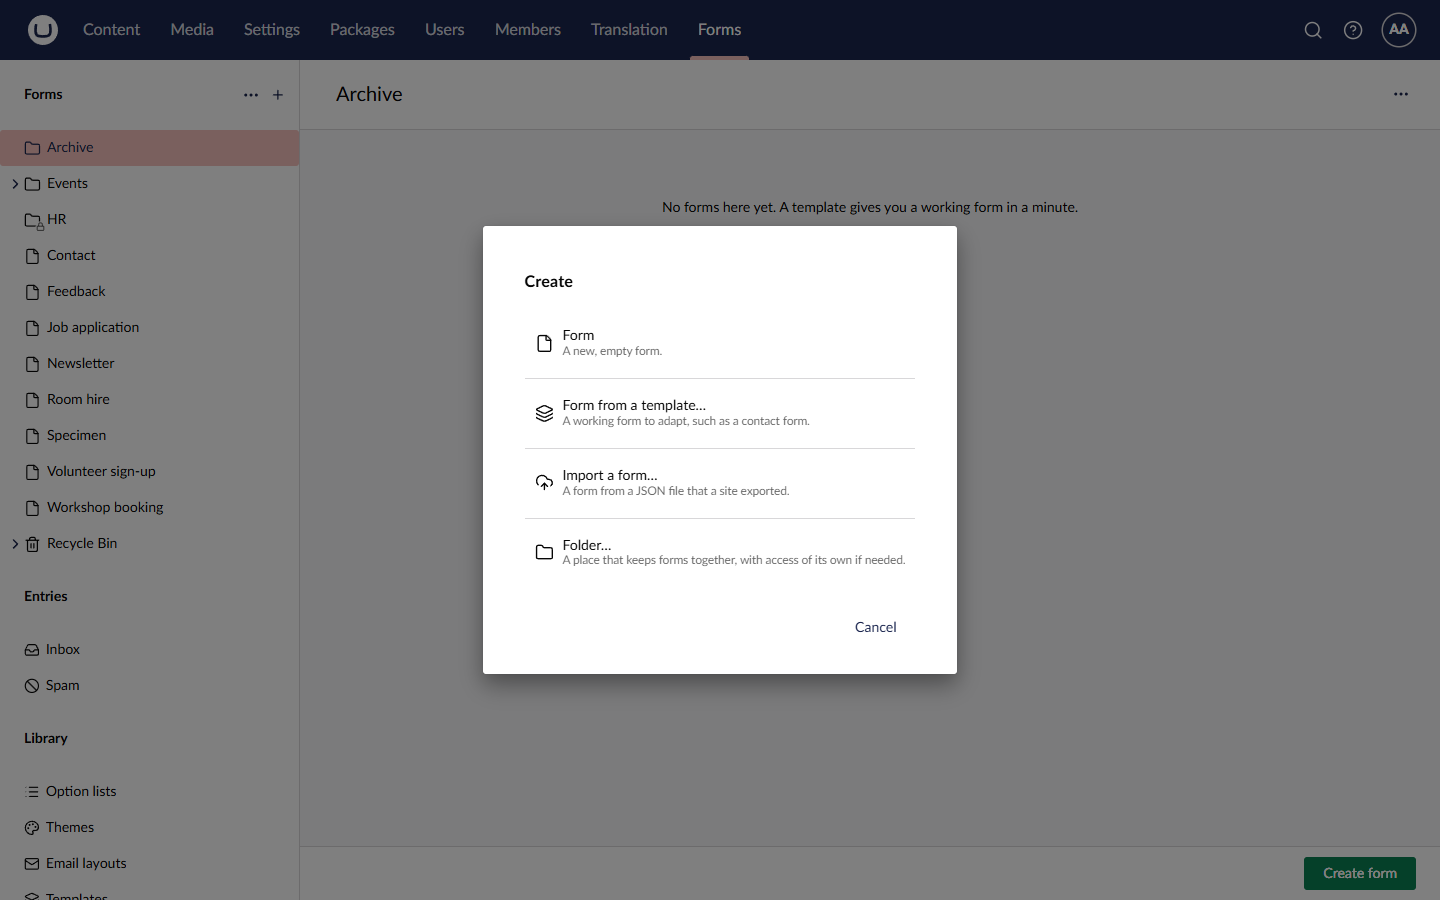 Content
Media
Settings
Packages
Users
Members
Translation
Forms
AA
Forms
Archive
Events
HR
Contact
Feedback
Job application
Newsletter
Room hire
Specimen
Volunteer sign-up
Workshop booking
Recycle Bin
Entries
Inbox
Spam
Library
Option lists
Themes
Email layouts
Templates
Archive
No forms here yet. A template gives you a working form in a minute.
Create
Form
A new, empty form.
Form from a template...
A working form to adapt, such as a contact form.
Import a form...
A form from a JSON file that a site exported.
Folder...
A place that keeps forms together, with access of its own if needed.
Cancel
Create form